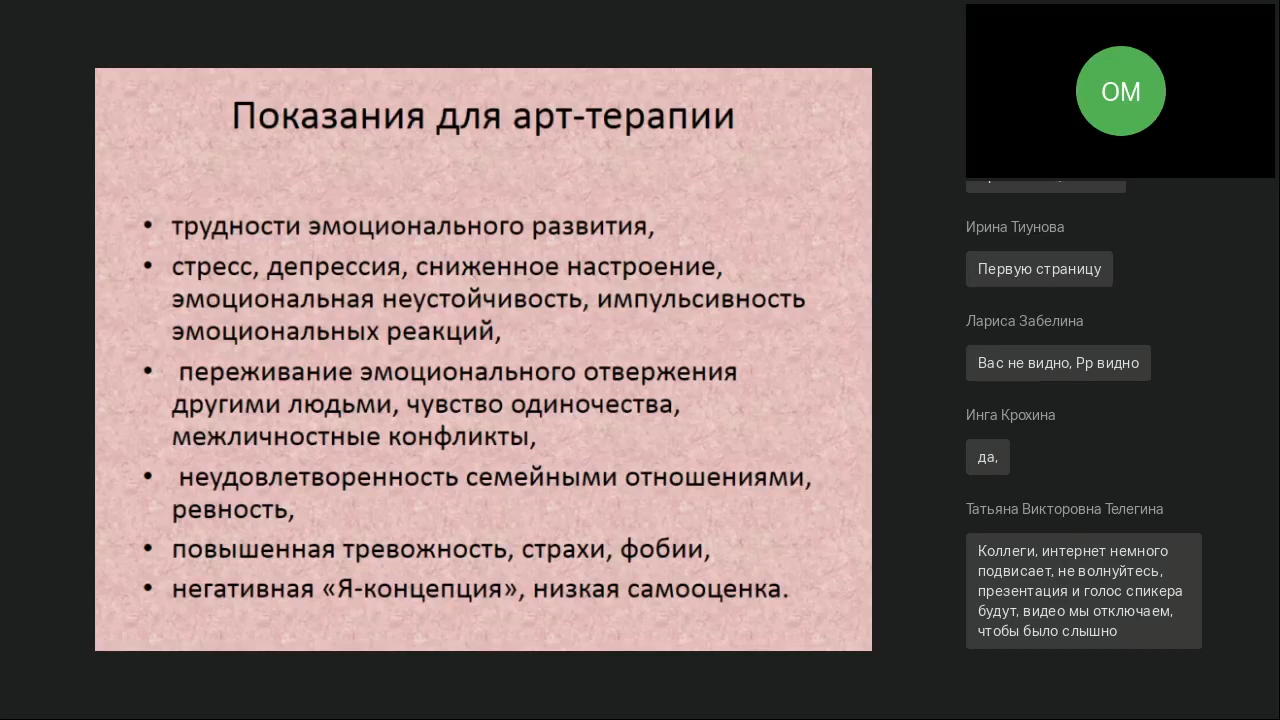 Показания для арт-терапии
• трудности эмоционального развития,
• стресс, депрессия, сниженное настроение,
эмоциональная неустойчивость, импульсивность
эмоциональных реакций,
• переживание эмоционального отвержения
другими людьми, чувство одиночества,
межличностные конфликты,
• неудовлетворенность семейными отношениями,
ревность,
• повышенная тревожность, страхи, фобии,
• негативная «Я-концепция», низкая самооценка.
ОМ
Ирина Тиунова
Первую страницу
Лариса Забелина
Вас не видно, Рр видно
Инга Крохина
да,
Татьяна Викторовна Телегина
Коллеги, интернет немного
подвисает, не волнуйтесь,
презентация и голос спикера
будут, видео мы отключаем,
чтобы было слышно